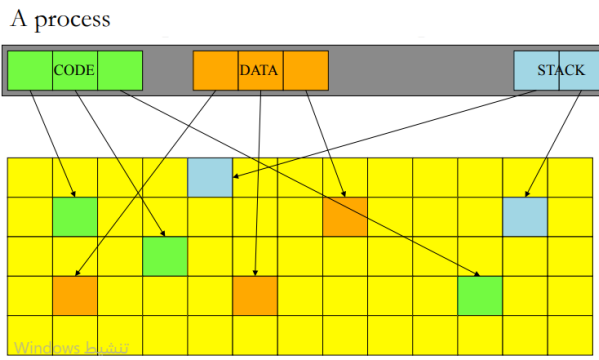 A process
CODE DATA STACK
تنشيط Windows